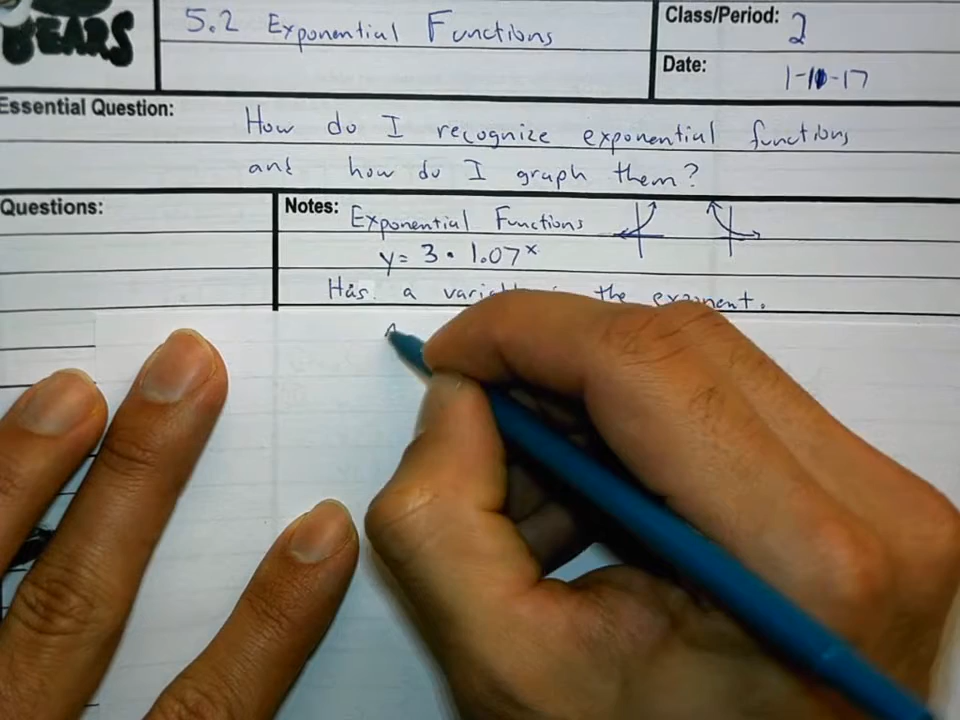 BEARS
5.2 Exponential Functions
Class/Period: 2
Date: 1-10-17
Essential Question:
How do I recognize exponential functions
and how do I graph them?
Questions:
Notes: Exponential Functions
y = 3 • 1.07ˣ
Has a the exponent.